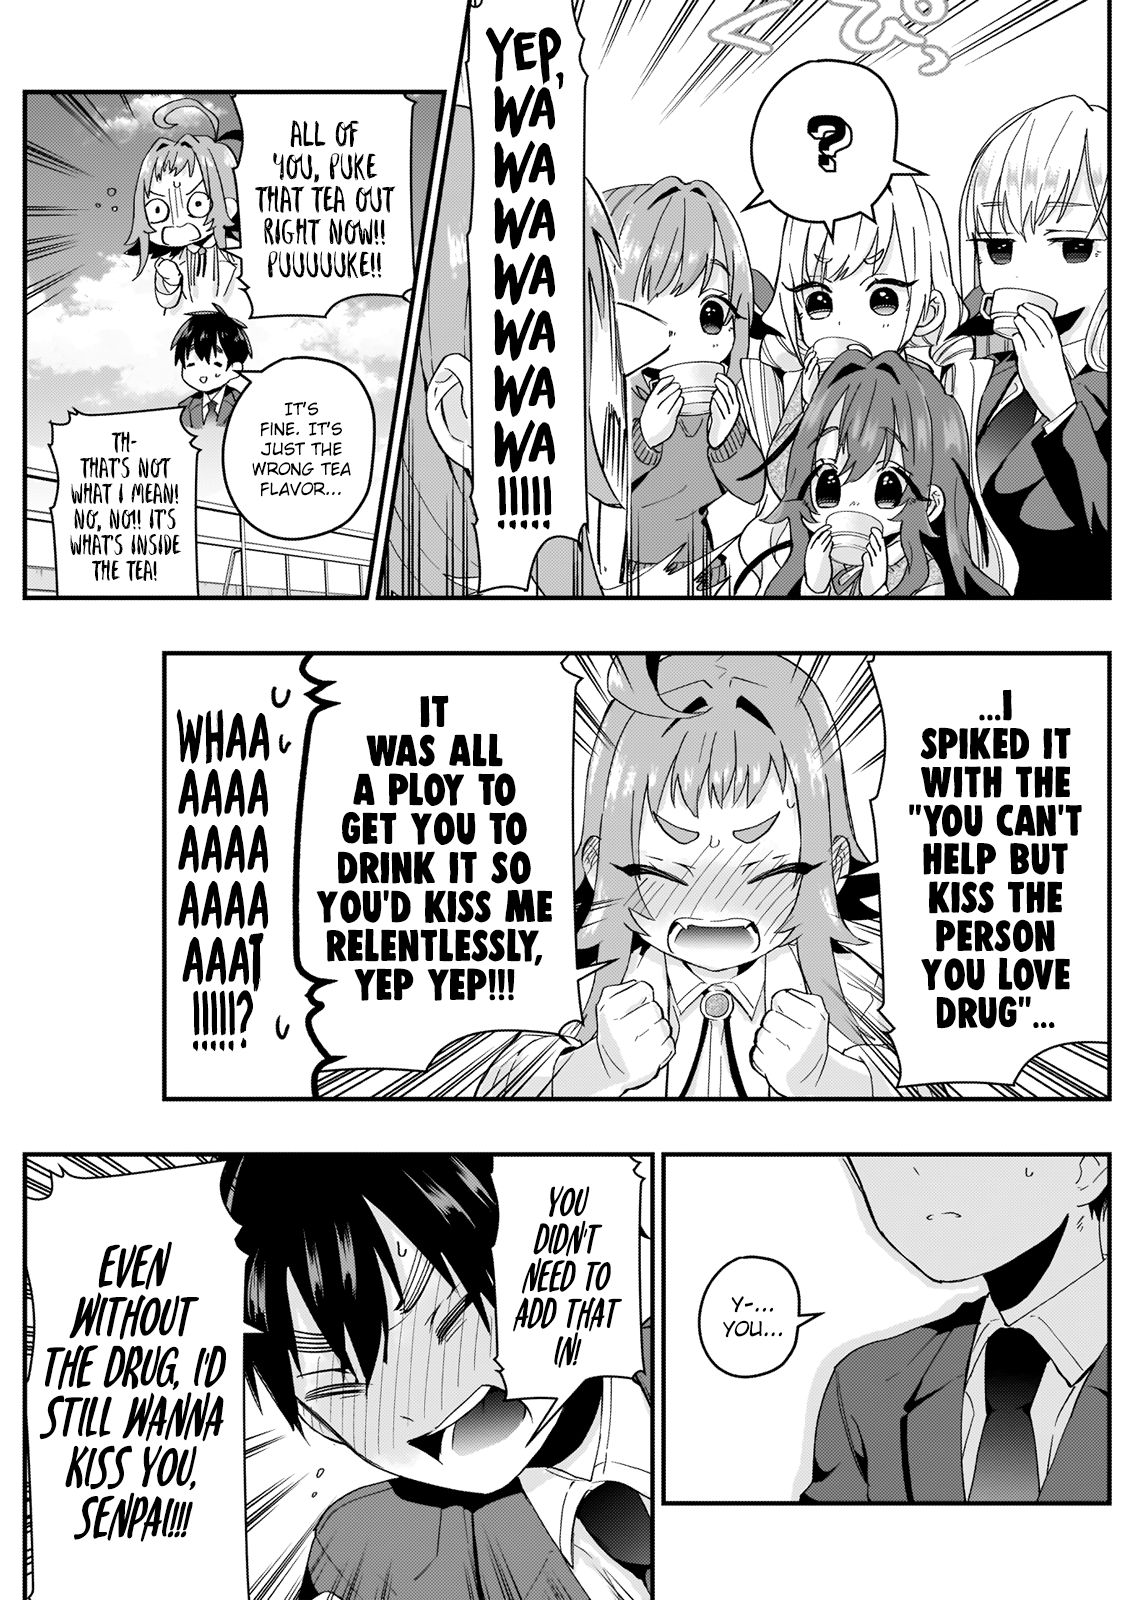 ぴっ
く
?
YEP,
WA
WA
WA
WA
WA
WA
WA
!!!!!
ALL OF
YOU, PUKE
THAT TEA OUT
RIGHT NOW!!
PUUUUUKE!!
IT'S
FINE. IT'S
JUST THE
WRONG TEA
FLAVOR...
TH-
THAT'S NOT
WHAT I MEAN!
NO, NO!! IT'S
WHAT'S INSIDE
THE TEA!
...I
SPIKED IT
WITH THE
"YOU CAN'T
HELP BUT
KISS THE
PERSON
YOU LOVE
DRUG"...
IT
WAS ALL
A PLOY TO
GET YOU TO
DRINK IT SO
YOU'D KISS ME
RELENTLESSLY,
YEP YEP!!!
WHAA
AAAA
AAAA
AAAA
AAAT
!!!!!?
Y-...
YOU...
YOU
DIDN'T
NEED TO
ADD THAT
IN!
EVEN
WITHOUT
THE DRUG, I'D
STILL WANNA
KISS YOU,
SENPAI!!!